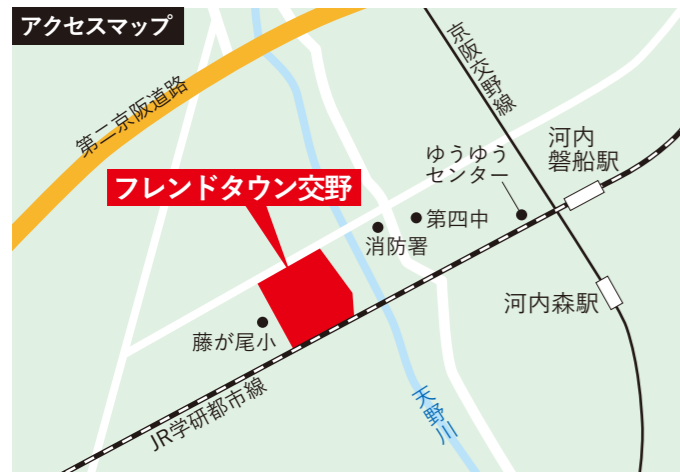 アクセスマップ
第二京阪道路
京阪交野線
河内
磐船駅
ゆうゆう
センター
フレンドタウン交野
第四中
消防署
河内森駅
藤が尾小
JR学研都市線
天野川